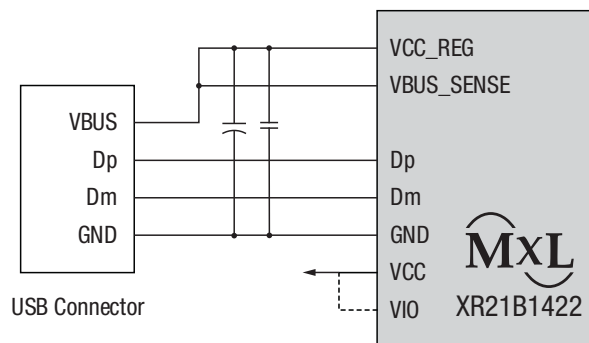 VCC_REG
VBUS_SENSE
VBUS
Dp
Dm
GND
USB Connector
Dp
Dm
GND
VCC
VIO
MxL
XR21B1422